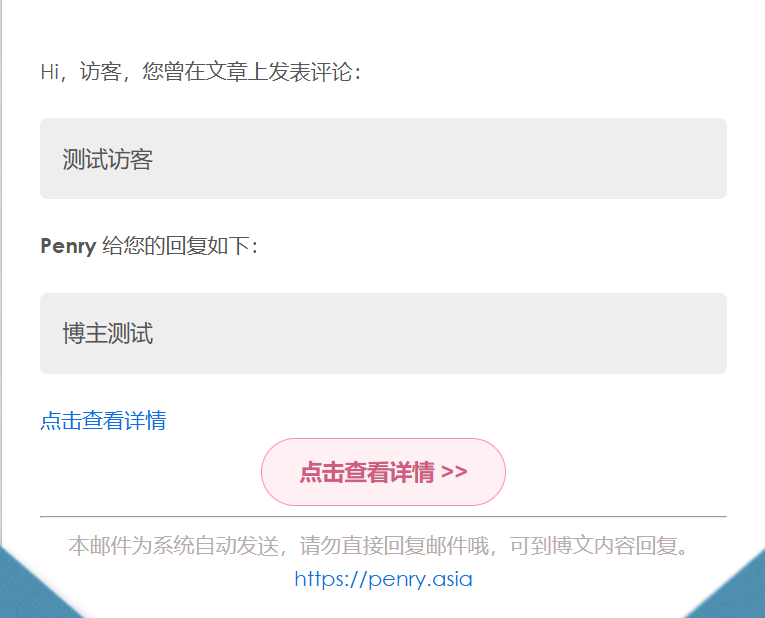 Hi，访客，您曾在文章上发表评论：
测试访客
Penry 给您的回复如下：
博主测试
点击查看详情
点击查看详情 >>
本邮件为系统自动发送，请勿直接回复邮件哦，可到博文内容回复。
https://penry.asia